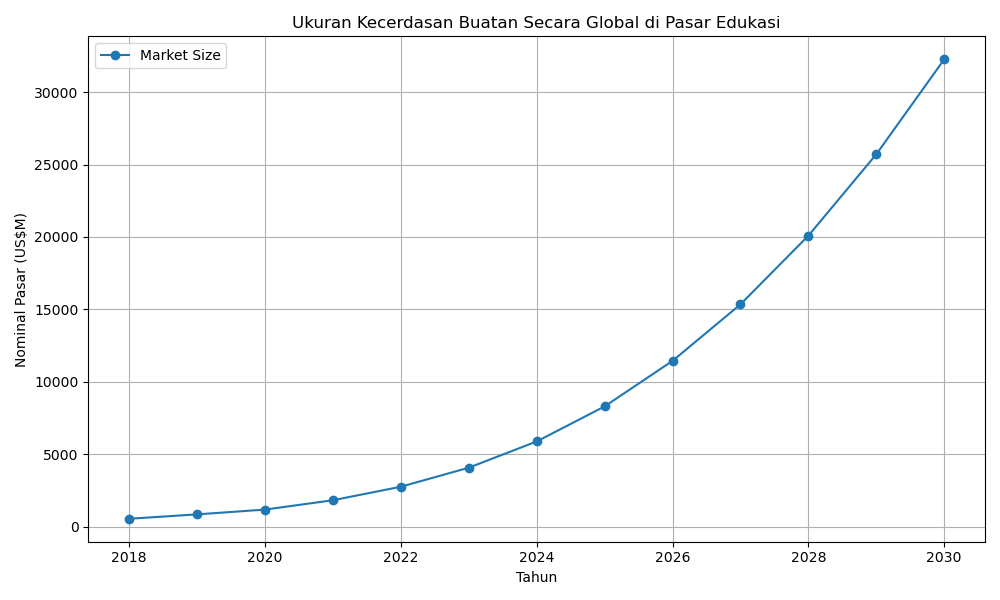 Ukuran Kecerdasan Buatan Secara Global di Pasar Edukasi
Market Size
Nominal Pasar (US$M)
30000
25000
20000
15000
10000
5000
0
2018 2020 2022 2024 2026 2028 2030
Tahun